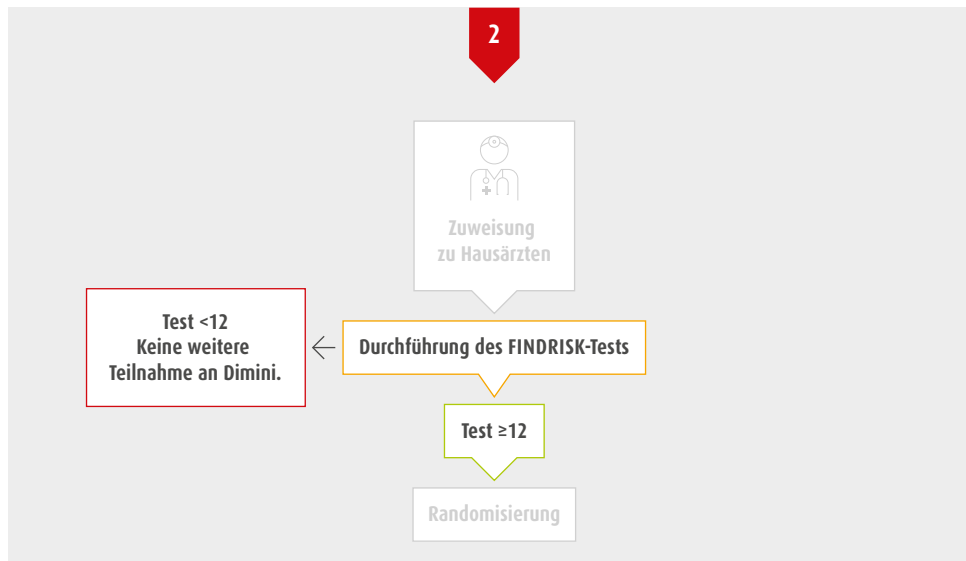 2
Zuweisung
zu Hausärzten
Test <12
Keine weitere
Teilnahme an Dimini.
Durchführung des FINDRISK-Tests
Test ≥12
Randomisierung